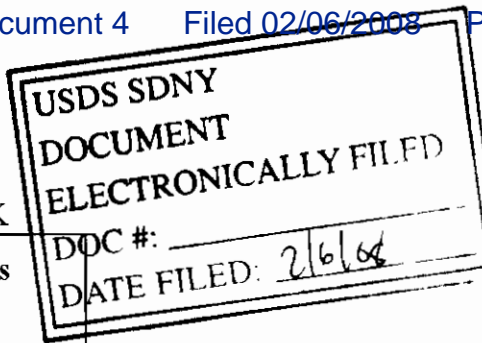 cument 4 Filed 02/06/2008 P
USDS SDNY
DOCUMENT
ELECTRONICALLY FILED
DOC #:
DATE FILED: 2/6/08
K
s